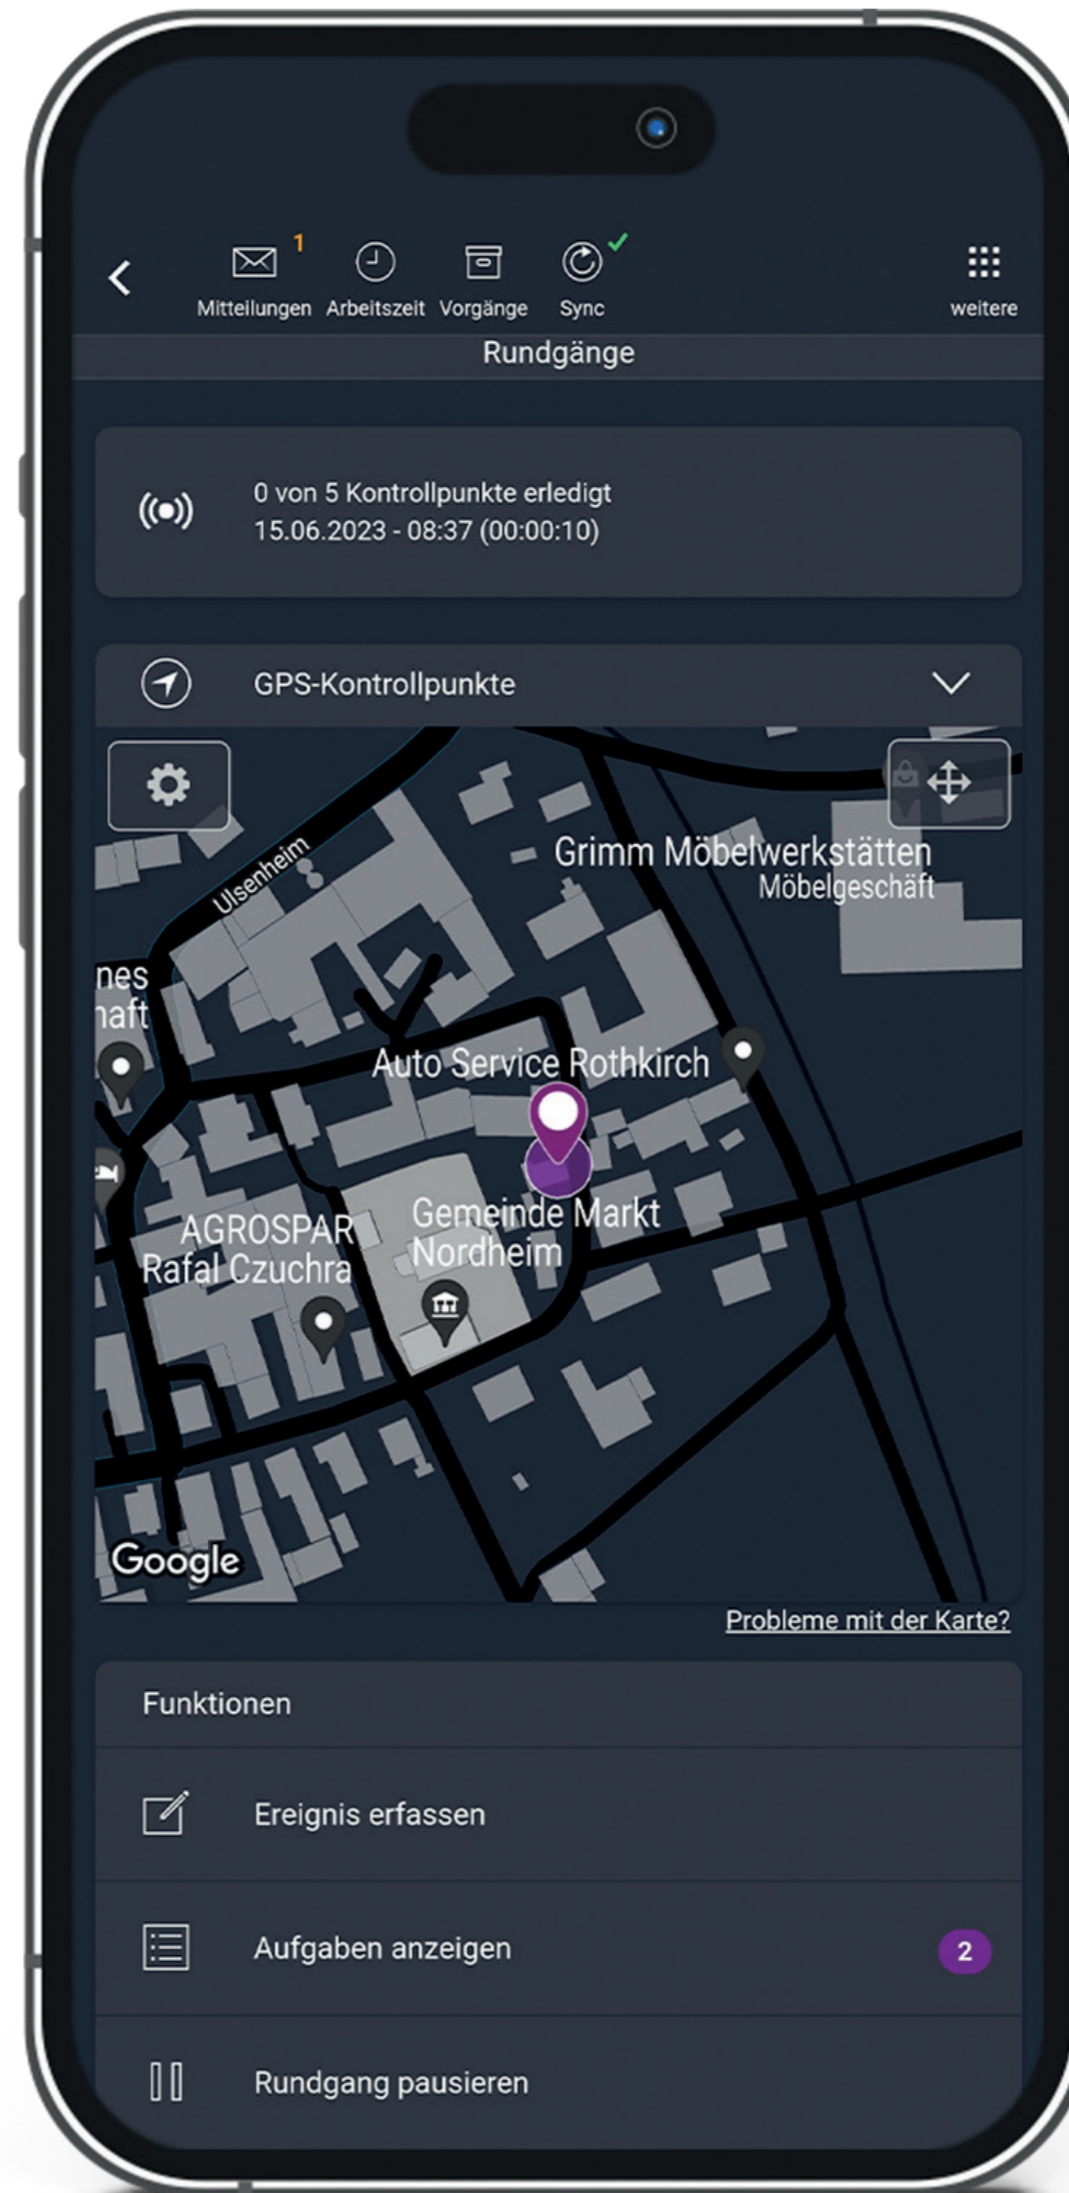 1
Mitteilungen Arbeitszeit Vorgänge Sync weitere
Rundgänge
0 von 5 Kontrollpunkte erledigt
15.06.2023 - 08:37 (00:00:10)
GPS-Kontrollpunkte
Ulsenheim
Grimm Möbelwerkstätten
Möbelgeschäft
nes
haft
Auto Service Rothkirch
Gemeinde Markt
Nordheim
AGROSPAR
Rafal Czuchra
Google
Probleme mit der Karte?
Funktionen
Ereignis erfassen
Aufgaben anzeigen 2
Rundgang pausieren